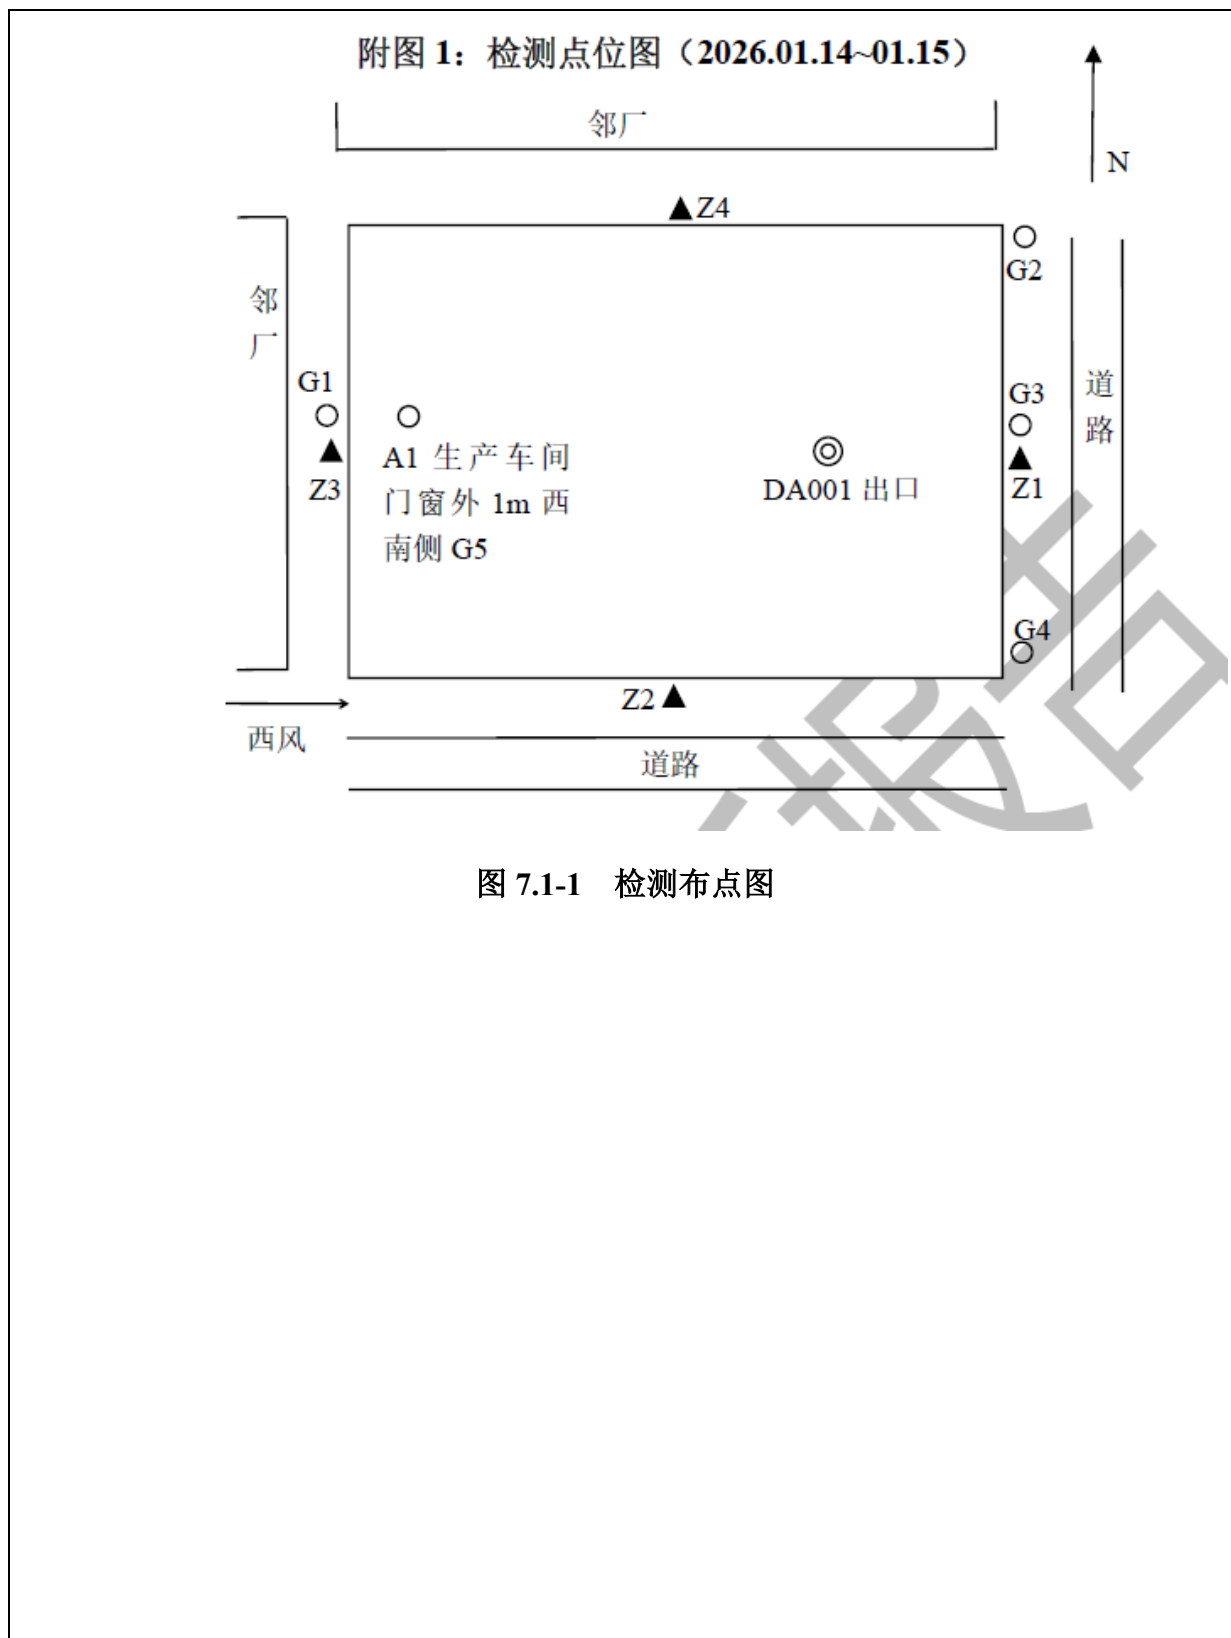 附图 1：检测点位图（2026.01.14~01.15）
邻厂
N
Z4
G2
邻
厂
G1
G3
道
路
A1 生产车间
门窗外 1m 西
南侧 G5
Z3
DA001 出口
Z1
G4
Z2
西风
道路
报告
图 7.1-1 检测布点图